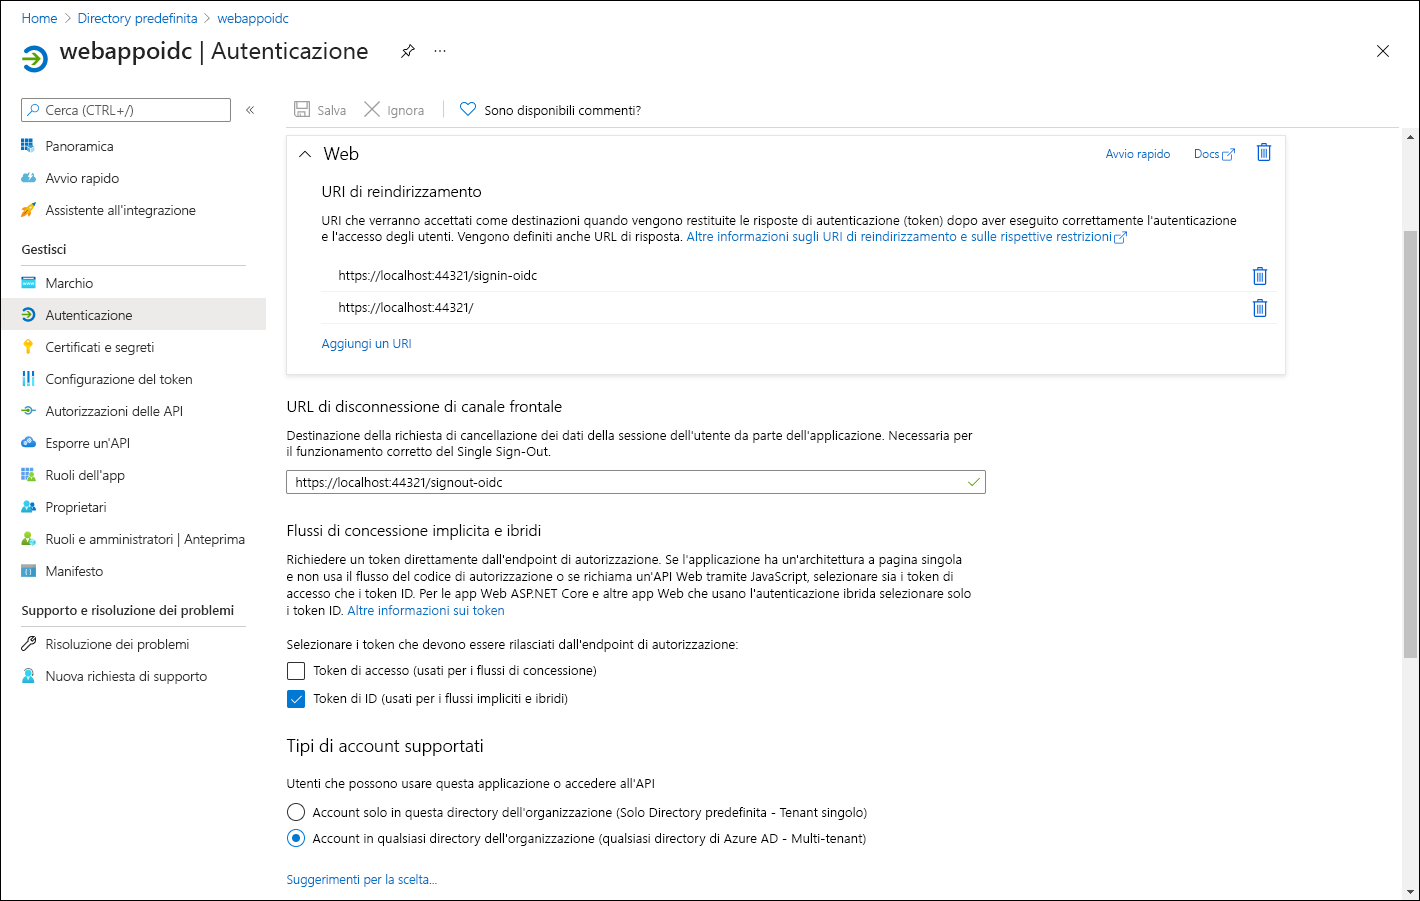 Home > Directory predefinita > webappoidc
webappoidc | Autenticazione
Cerca (CTRL+/)
Panoramica
Avvio rapido
Assistente all'integrazione
Gestisci
Marchio
Autenticazione
Certificati e segreti
Configurazione del token
Autorizzazioni delle API
Esporre un'API
Ruoli dell'app
Proprietari
Ruoli e amministratori | Anteprima
Manifesto
Supporto e risoluzione dei problemi
Risoluzione dei problemi
Nuova richiesta di supporto
Salva Ignora Sono disponibili commenti?
Web Avvio rapido Docs
URI di reindirizzamento
URI che verranno accettati come destinazioni quando vengono restituite le risposte di autenticazione (token) dopo aver eseguito correttamente l'autenticazione
e l'accesso degli utenti. Vengono definiti anche URL di risposta. Altre informazioni sugli URI di reindirizzamento e sulle rispettive restrizioni
https://localhost:44321/signin-oidc
https://localhost:44321/
Aggiungi un URI
URL di disconnessione di canale frontale
Destinazione della richiesta di cancellazione dei dati della sessione dell'utente da parte dell'applicazione. Necessaria per
il funzionamento corretto del Single Sign-Out.
https://localhost:44321/signout-oidc
Flussi di concessione implicita e ibridi
Richiedere un token direttamente dall'endpoint di autorizzazione. Se l'applicazione ha un'architettura a pagina singola
e non usa il flusso del codice di autorizzazione o se richiama un'API Web tramite JavaScript, selezionare sia i token di
accesso che i token ID. Per le app Web ASP.NET Core e altre app Web che usano l'autenticazione ibrida selezionare solo
i token ID. Altre informazioni sui token
Selezionare i token che devono essere rilasciati dall'endpoint di autorizzazione:
Token di accesso (usati per i flussi di concessione)
Token di ID (usati per i flussi impliciti e ibridi)
Tipi di account supportati
Utenti che possono usare questa applicazione o accedere all'API
Account solo in questa directory dell'organizzazione (Solo Directory predefinita - Tenant singolo)
Account in qualsiasi directory dell'organizzazione (qualsiasi directory di Azure AD - Multi-tenant)
Suggerimenti per la scelta...